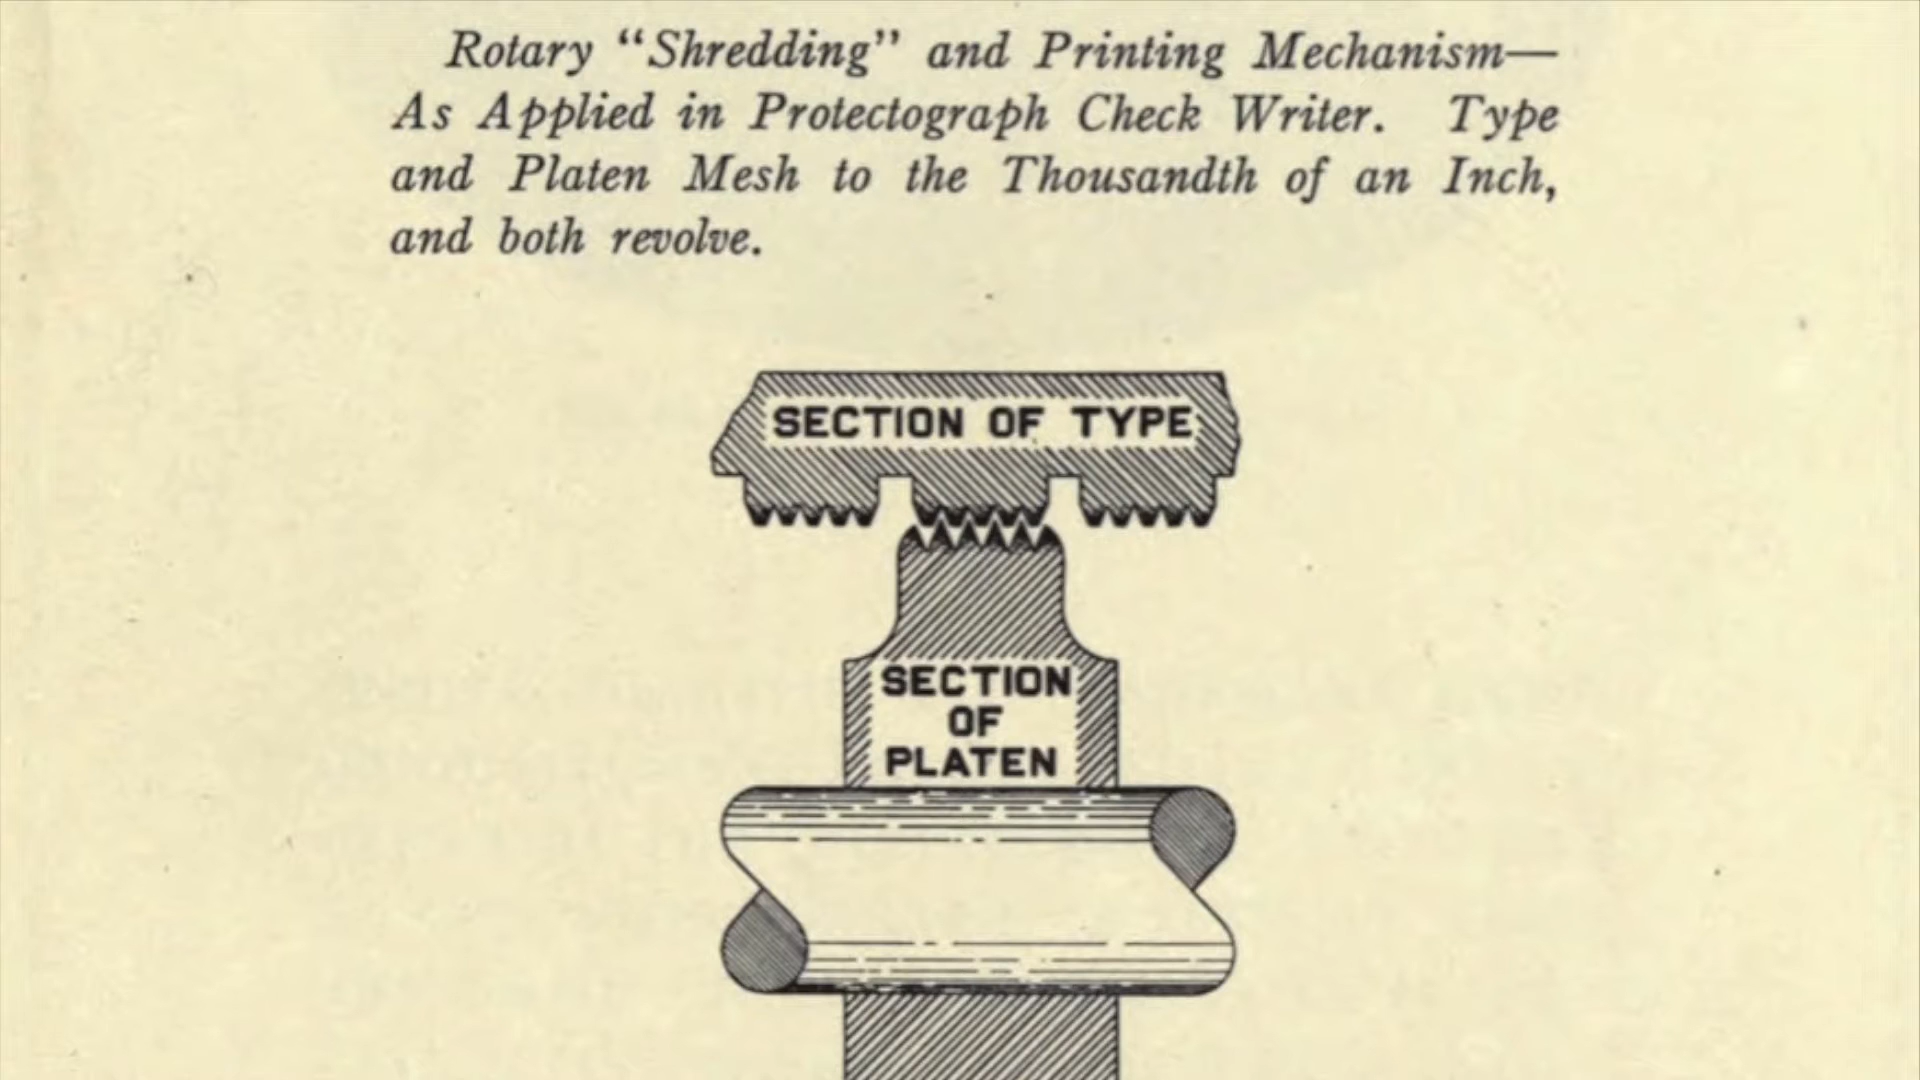 Rotary “Shredding” and Printing Mechanism—
As Applied in Protectograph Check Writer. Type
and Platen Mesh to the Thousandth of an Inch,
and both revolve.
SECTION OF TYPE
SECTION
OF
PLATEN